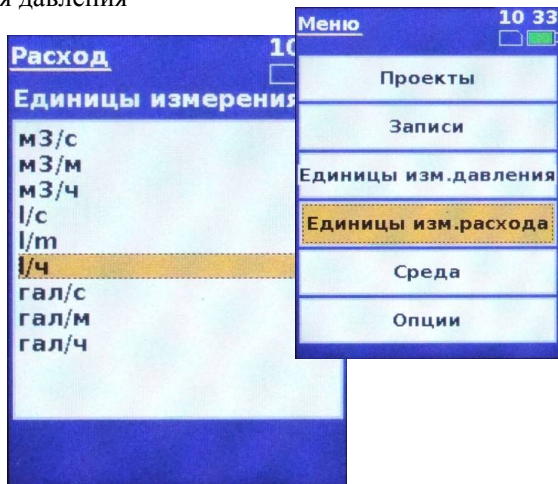 я давления
Расход
10
Единицы измерения
м3/с
м3/м
м3/ч
l/с
l/m
l/ч
гал/с
гал/м
гал/ч
Меню
10 33
Проекты
Записи
Единицы изм.давления
Единицы изм.расхода
Среда
Опции